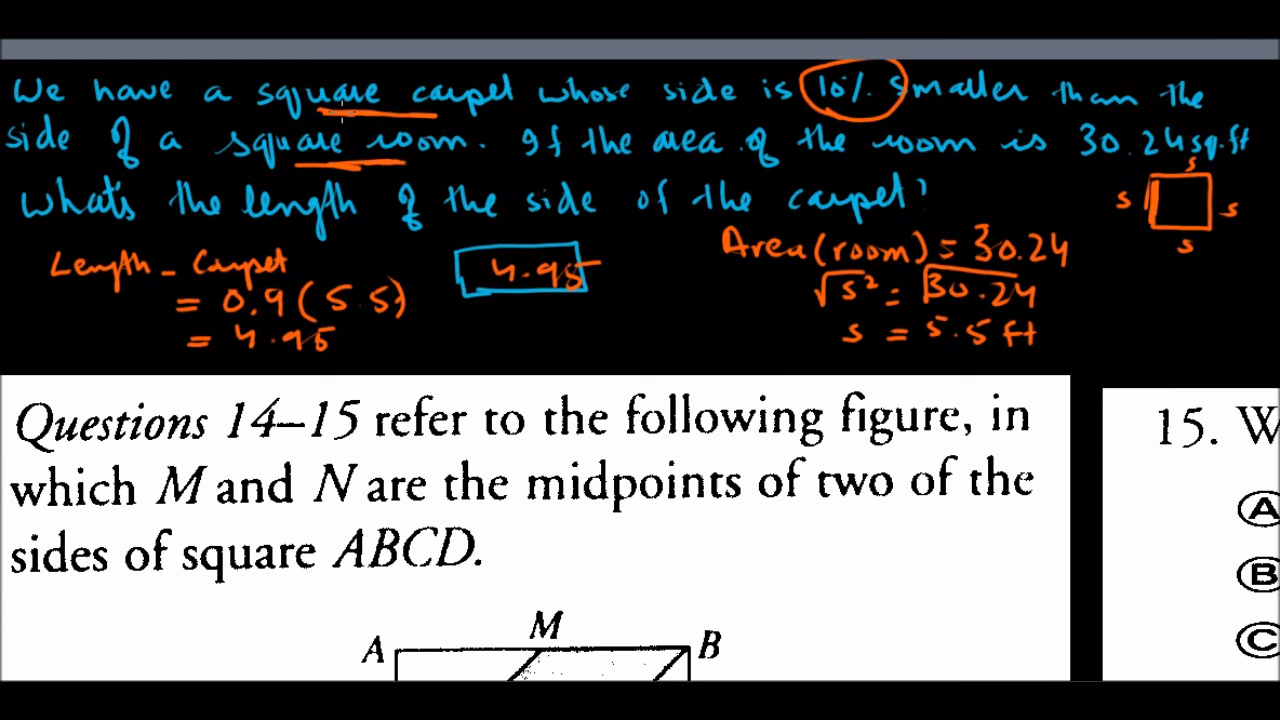 We have a square carpet whose side is 10% smaller than the
side of a square room. If the area of the room is 30.24 sq.ft
What's the length of the side of the carpet?
s
s
s
s
Length - Carpet
= 0.9 (5.5)
= 4.95
4.95
Area (room) = 30.24
√s² = √30.24
s = 5.5 ft
Questions 14–15 refer to the following figure, in
which M and N are the midpoints of two of the
sides of square ABCD.
A M B
15. W
A
B
C